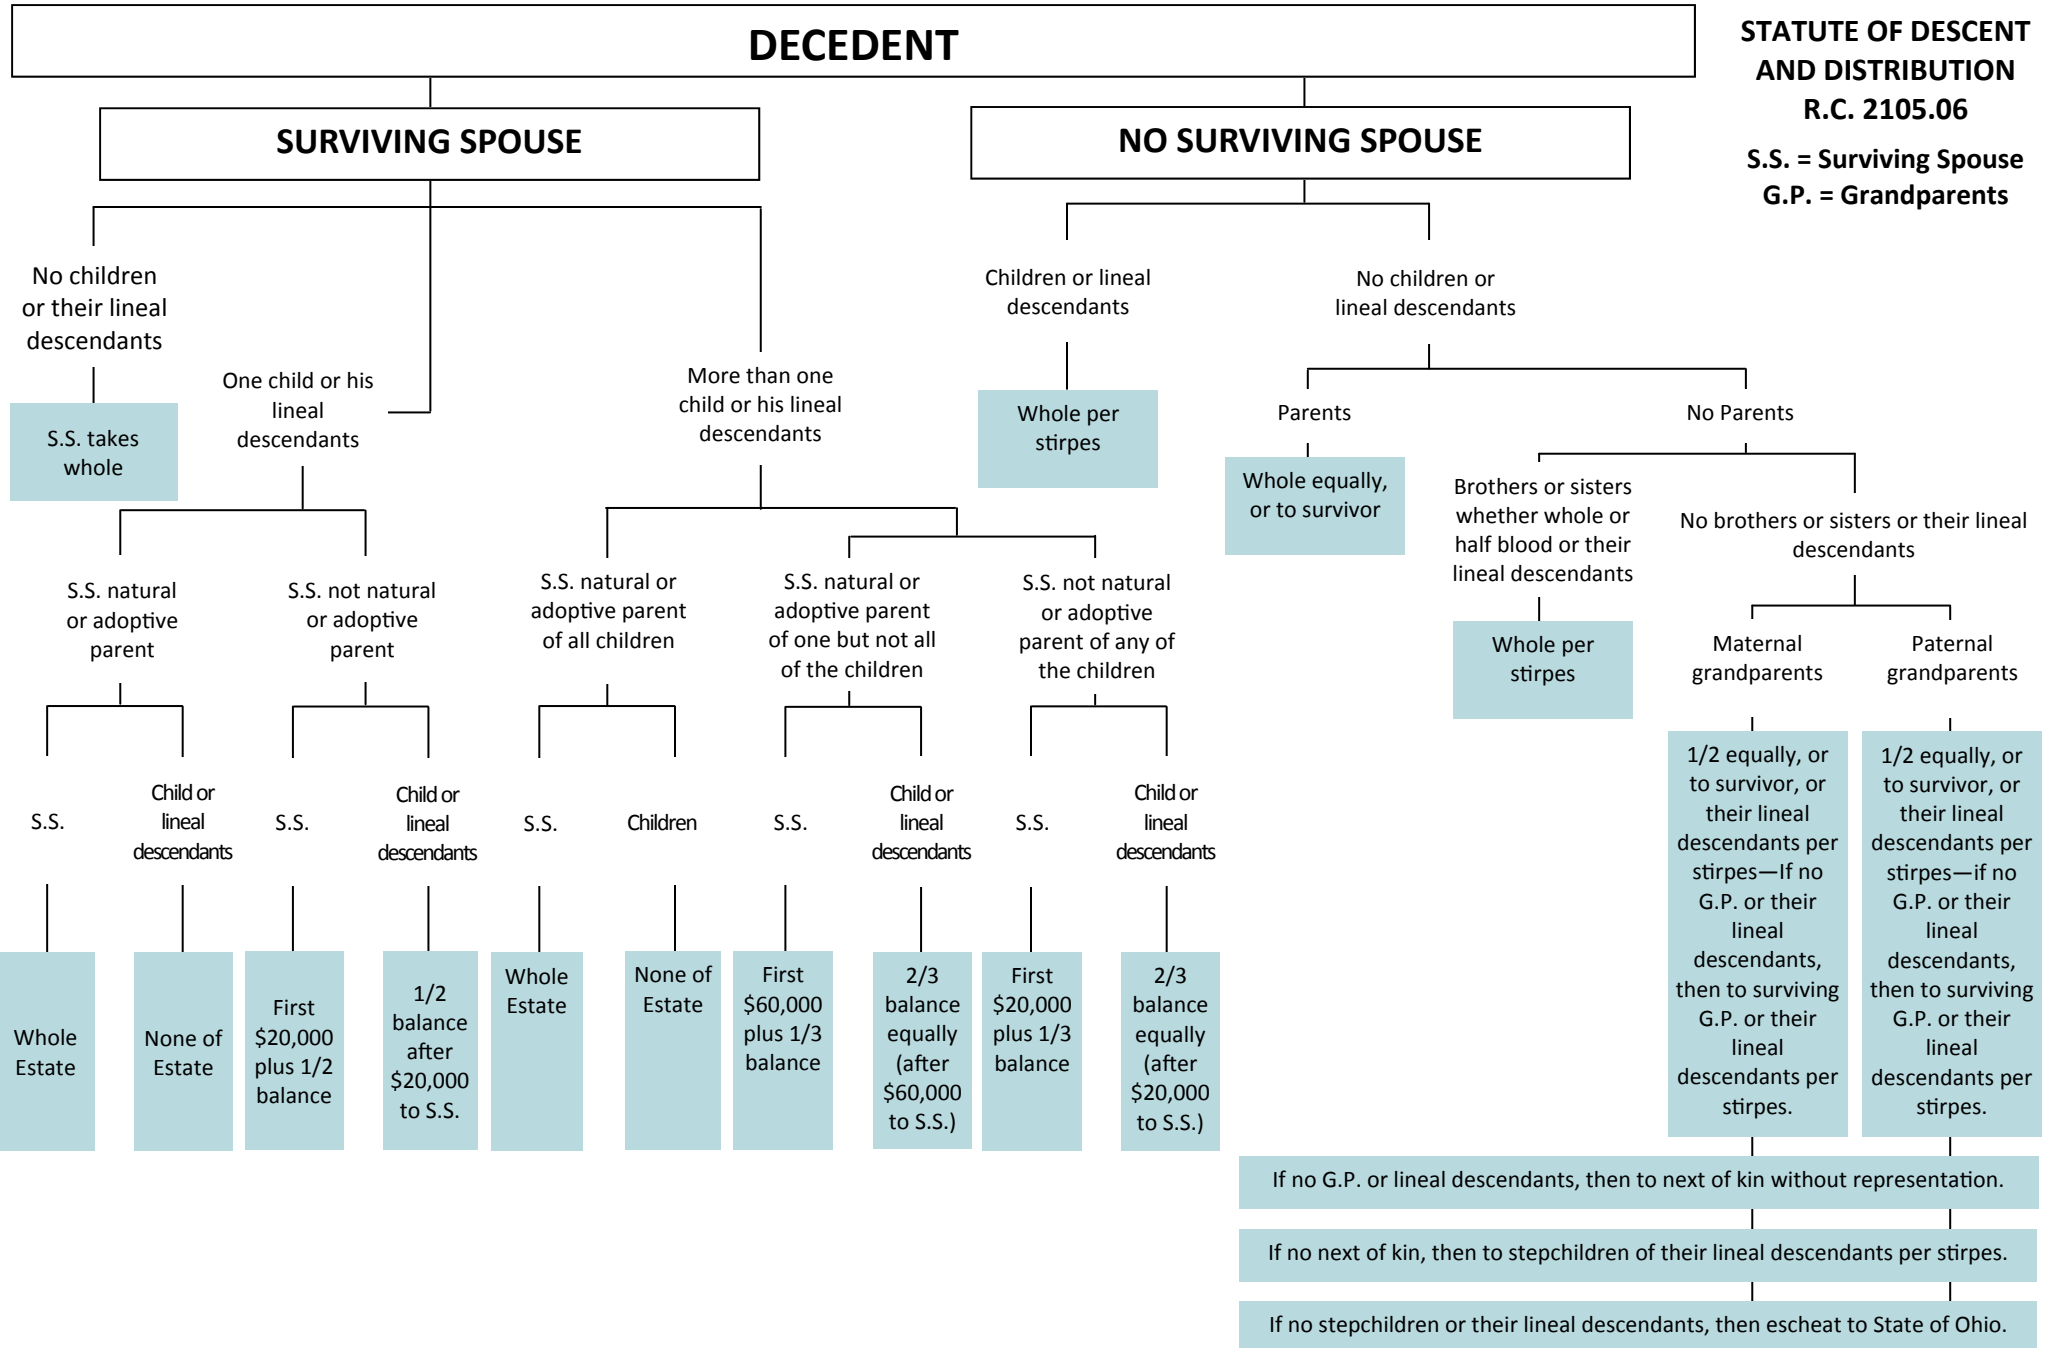 DECEDENT
STATUTE OF DESCENT
AND DISTRIBUTION
R.C. 2105.06
S.S. = Surviving Spouse
G.P. = Grandparents
SURVIVING SPOUSE
NO SURVIVING SPOUSE
No children
or their lineal
descendants
S.S. takes
whole
One child or his
lineal
descendants
More than one
child or his lineal
descendants
Children or lineal
descendants
Whole per
stirpes
No children or
lineal descendants
Parents
Whole equally,
or to survivor
No Parents
Brothers or sisters
whether whole or
half blood or their
lineal descendants
Whole per
stirpes
No brothers or sisters or their lineal
descendants
S.S. natural
or adoptive
parent
S.S. not natural
or adoptive
parent
S.S. natural or
adoptive parent
of all children
S.S. natural or
adoptive parent
of one but not all
of the children
S.S. not natural
or adoptive
parent of any of
the children
Maternal
grandparents
Paternal
grandparents
S.S.
Child or
lineal
descendants
S.S.
Child or
lineal
descendants
S.S.
Children
S.S.
Child or
lineal
descendants
S.S.
Child or
lineal
descendants
Whole
Estate
None of
Estate
First
$20,000
plus 1/2
balance
1/2
balance
after
$20,000
to S.S.
Whole
Estate
None of
Estate
First
$60,000
plus 1/3
balance
2/3
balance
equally
(after
$60,000
to S.S.)
First
$20,000
plus 1/3
balance
2/3
balance
equally
(after
$20,000
to S.S.)
1/2 equally, or
to survivor, or
their lineal
descendants per
stirpes—If no
G.P. or their
lineal
descendants,
then to surviving
G.P. or their
lineal
descendants per
stirpes.
1/2 equally, or
to survivor, or
their lineal
descendants per
stirpes—if no
G.P. or their
lineal
descendants,
then to surviving
G.P. or their
lineal
descendants per
stirpes.
If no G.P. or lineal descendants, then to next of kin without representation.
If no next of kin, then to stepchildren of their lineal descendants per stirpes.
If no stepchildren or their lineal descendants, then escheat to State of Ohio.